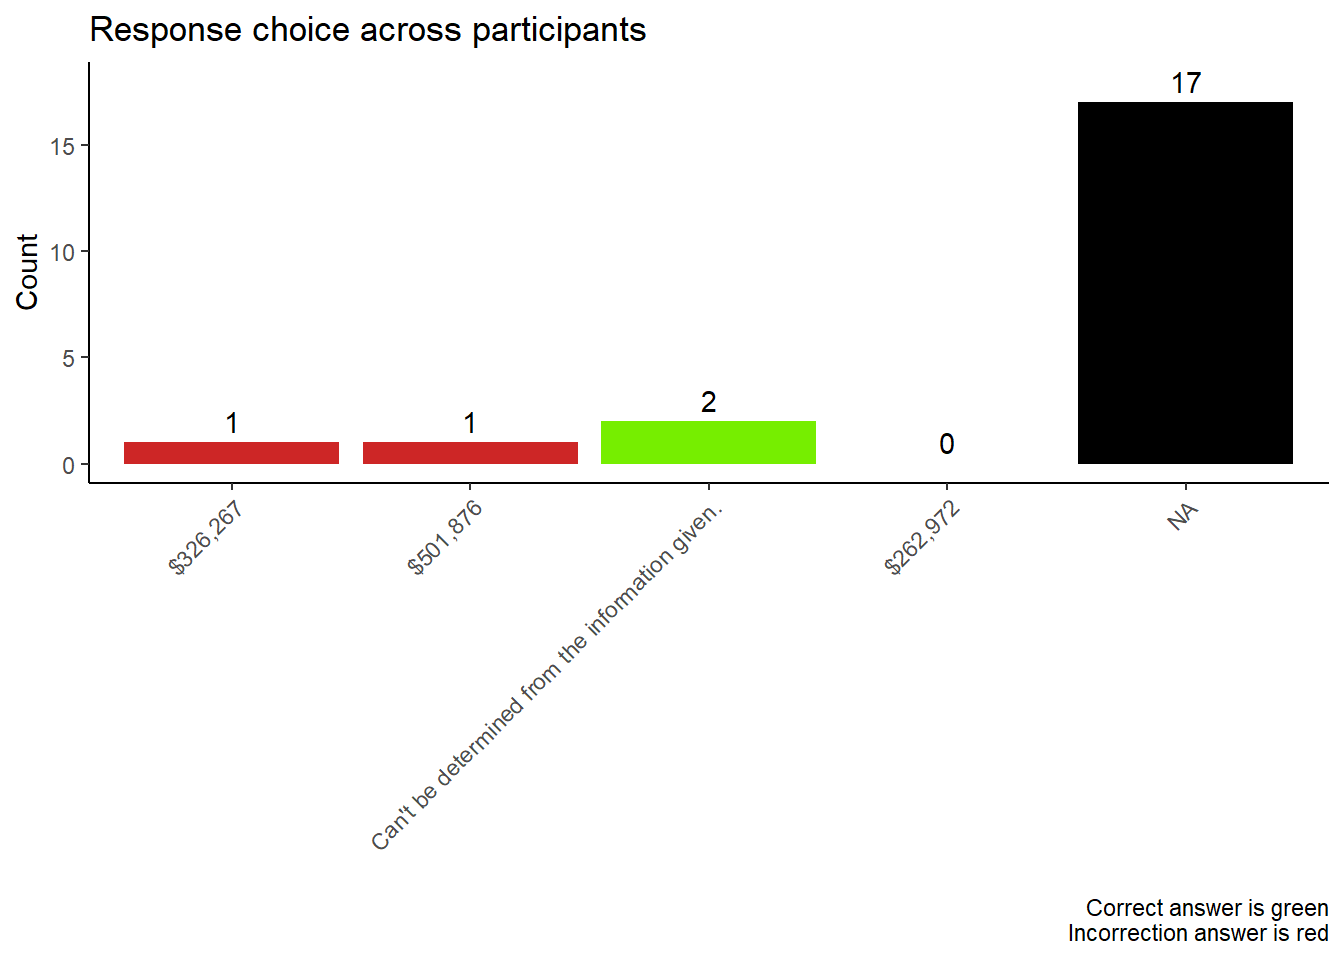 Response choice across participants
Count
15
10
5
0
1
1
2
0
17
$326,267
$501,876
Can't be determined from the information given.
$262,972
NA
Correct answer is green
Incorrection answer is red